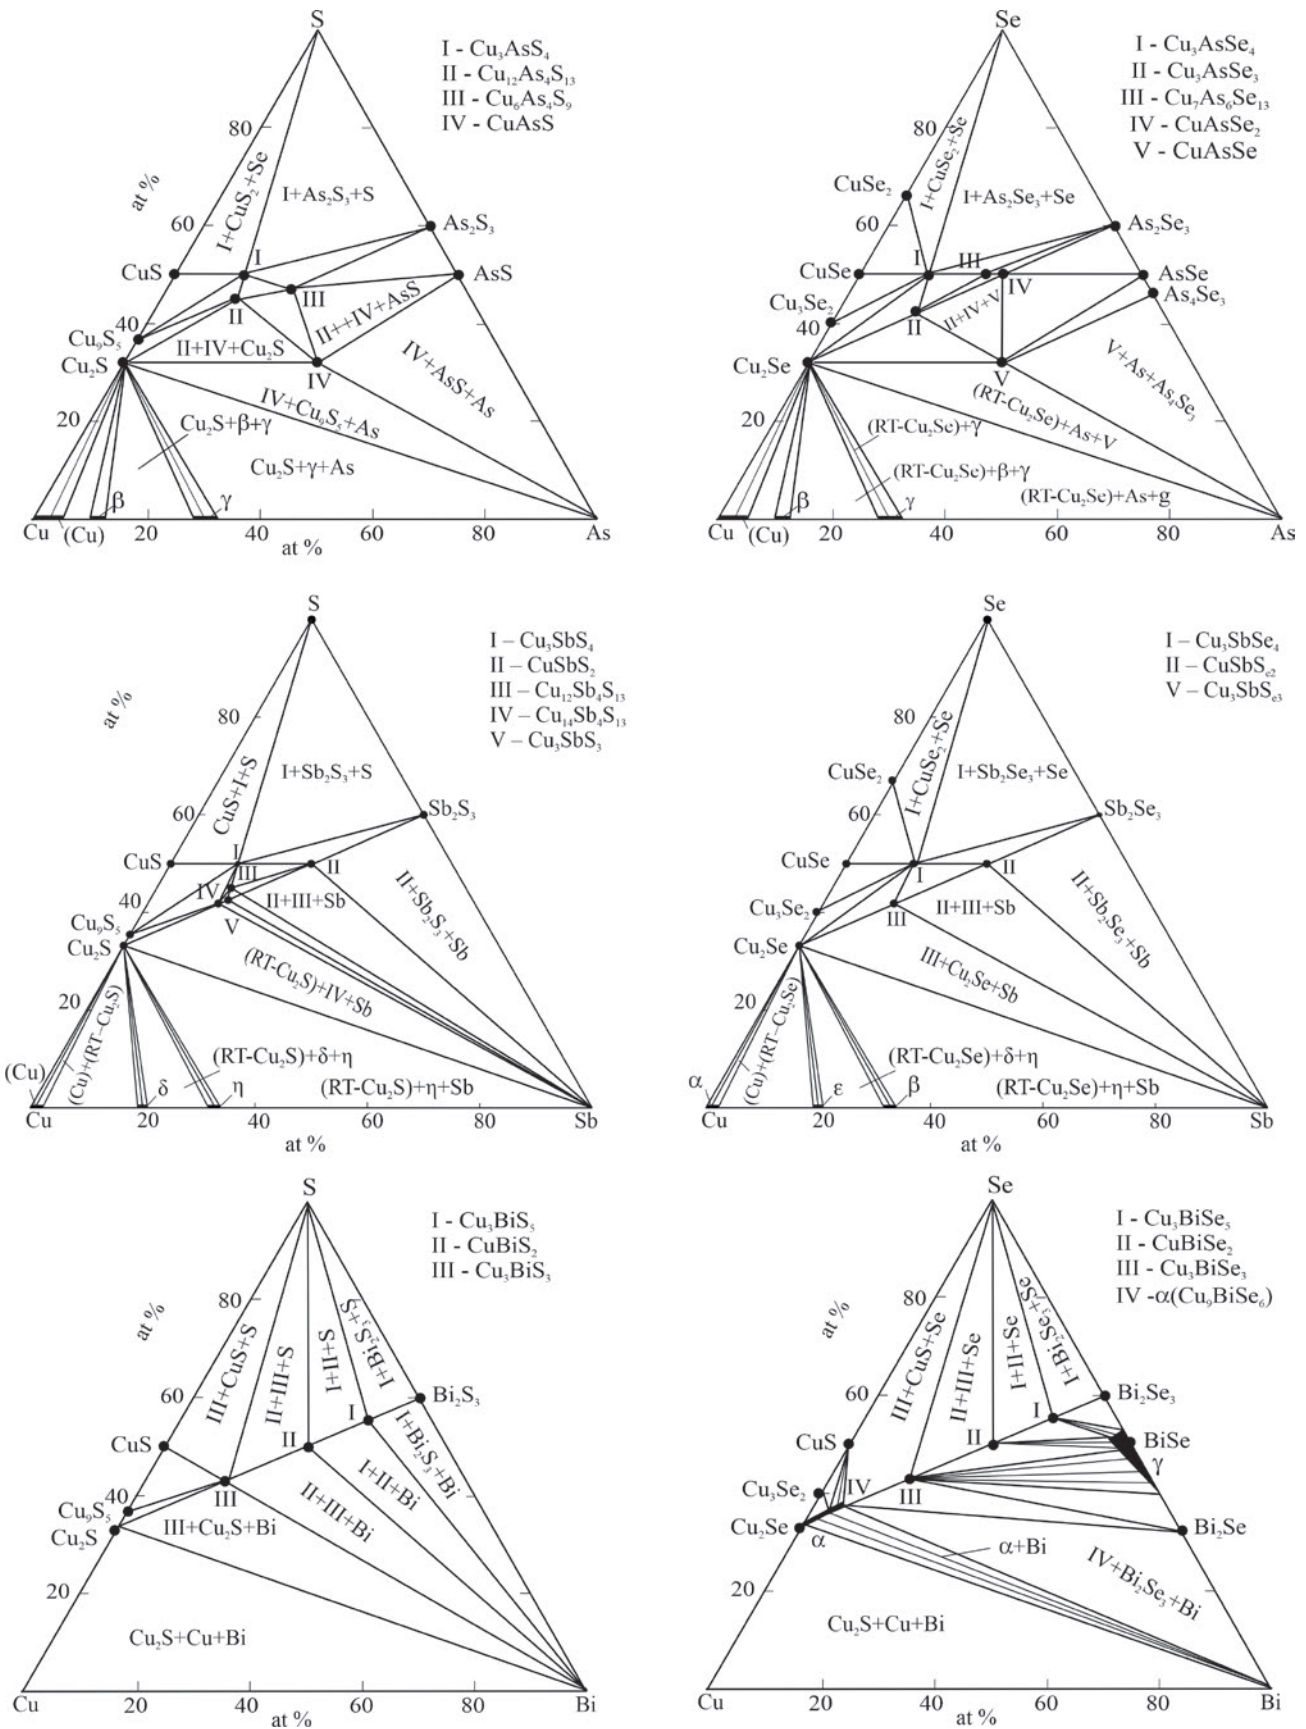 S
I - Cu₃AsS₄
II - Cu₁₂As₄S₁₃
III - Cu₆As₄S₉
IV - CuAsS
80
at %
I+CuS₂+Se
I+As₂S₃+S
60
As₂S₃
CuS
I
AsS
III
II
40
Cu₉S₅
II++IV+AsS
II+IV+Cu₂S
Cu₂S
IV
IV+AsS+As
IV+Cu₉S₅+As
20
Cu₂S+β+γ
Cu₂S+γ+As
β
γ
Cu
(Cu)
20
40
60
80
As
at %
Se
I - Cu₃AsSe₄
II - Cu₃AsSe₃
III - Cu₇As₆Se₁₃
IV - CuAsSe₂
V - CuAsSe
80
at %
CuSe₂
I+CuSe₂+Se
I+As₂Se₃+Se
60
As₂Se₃
CuSe
I
III
IV
AsSe
As₄Se₃
Cu₃Se₂
40
II
II+IV+V
Cu₂Se
V
V+As+As₄Se₃
(RT-Cu₂Se)+As+V
20
(RT-Cu₂Se)+γ
(RT-Cu₂Se)+β+γ
(RT-Cu₂Se)+As+g
β
γ
Cu
(Cu)
20
40
60
80
As
at %
S
I – Cu₃SbS₄
II – CuSbS₂
III – Cu₁₂Sb₄S₁₃
IV – Cu₁₄Sb₄S₁₃
V – Cu₃SbS₃
at %
80
CuS+I+S
I+Sb₂S₃+S
60
Sb₂S₃
CuS
I
III
II
IV
40
V
II+III+Sb
II+Sb₂S₃+Sb
Cu₉S₅
Cu₂S
(RT-Cu₂S)+IV+Sb
20
(Cu)+(RT–Cu₂S)
(RT-Cu₂S)+δ+η
(RT-Cu₂S)+η+Sb
(Cu)
δ
η
Cu
20
40
60
80
Sb
at %
Se
I – Cu₃SbSe₄
II – CuSbSₑ₂
V – Cu₃SbSₑ₃
at %
80
CuSe₂
I+CuSe₂+Se
I+Sb₂Se₃+Se
60
Sb₂Se₃
CuSe
I
II
Cu₃Se₂
40
III
II+III+Sb
II+Sb₂Se₃+Sb
Cu₂Se
III+Cu₂Se+Sb
20
(Cu)+(RT–Cu₂Se)
(RT-Cu₂Se)+δ+η
(RT-Cu₂Se)+η+Sb
α
ε
β
Cu
20
40
60
80
Sb
at %
S
I - Cu₃BiS₅
II - CuBiS₂
III - Cu₃BiS₃
at %
80
III+CuS+S
II+III+S
I+II+S
I+Bi₂S₃+S
60
Bi₂S₃
I
CuS
II
III
40
Cu₉S₅
Cu₂S
III+Cu₂S+Bi
II+III+Bi
I+II+Bi
I+Bi₂S₃+Bi
20
Cu₂S+Cu+Bi
Cu
20
40
60
80
Bi
at %
Se
I - Cu₃BiSe₅
II - CuBiSe₂
III - Cu₃BiSe₃
IV -α(Cu₉BiSe₆)
at %
80
III+CuS+Se
II+III+Se
I+II+Se
I+Bi₂Se₃+Se
60
Bi₂Se₃
I
CuS
II
BiSe
γ
Cu₃Se₂
40
IV
III
Cu₂Se
α
Bi₂Se
α+Bi
IV+Bi₂Se₃+Bi
20
Cu₂S+Cu+Bi
Cu
20
40
60
80
Bi
at %